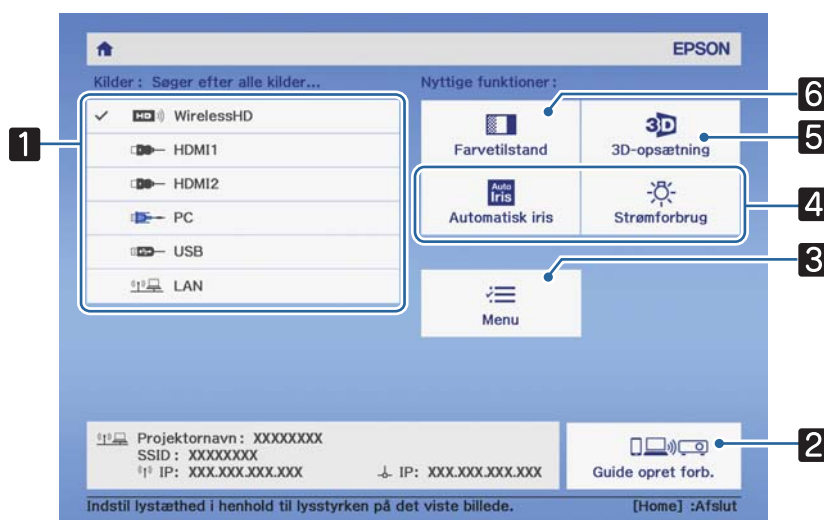 EPSON
Kilder : Søger efter alle kilder...
Nyttige funktioner :
1
WirelessHD
HDMI1
HDMI2
PC
USB
LAN
6
Farvetilstand
5
3D
3D-opsætning
4
Auto
Iris
Automatisk iris
Strømforbrug
3
Menu
Projektornavn : XXXXXXXX
SSID : XXXXXXXX
IP: XXX.XXX.XXX.XXX
IP: XXX.XXX.XXX.XXX
2
Guide opret forb.
Indstil lystæthed i henhold til lysstyrken på det viste billede.
[Home] :Afslut